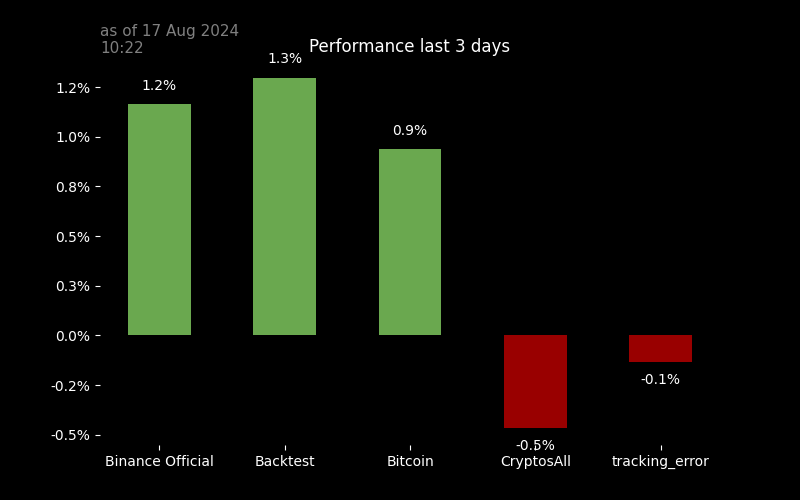 as of 17 Aug 2024
10:22
Performance last 3 days
1.3%
1.2%
0.9%
1.2%
1.0%
0.8%
0.5%
0.3%
0.0%
-0.2%
-0.5%
-0.1%
-0.5%
Binance Official
Backtest
Bitcoin
CryptosAll
tracking_error